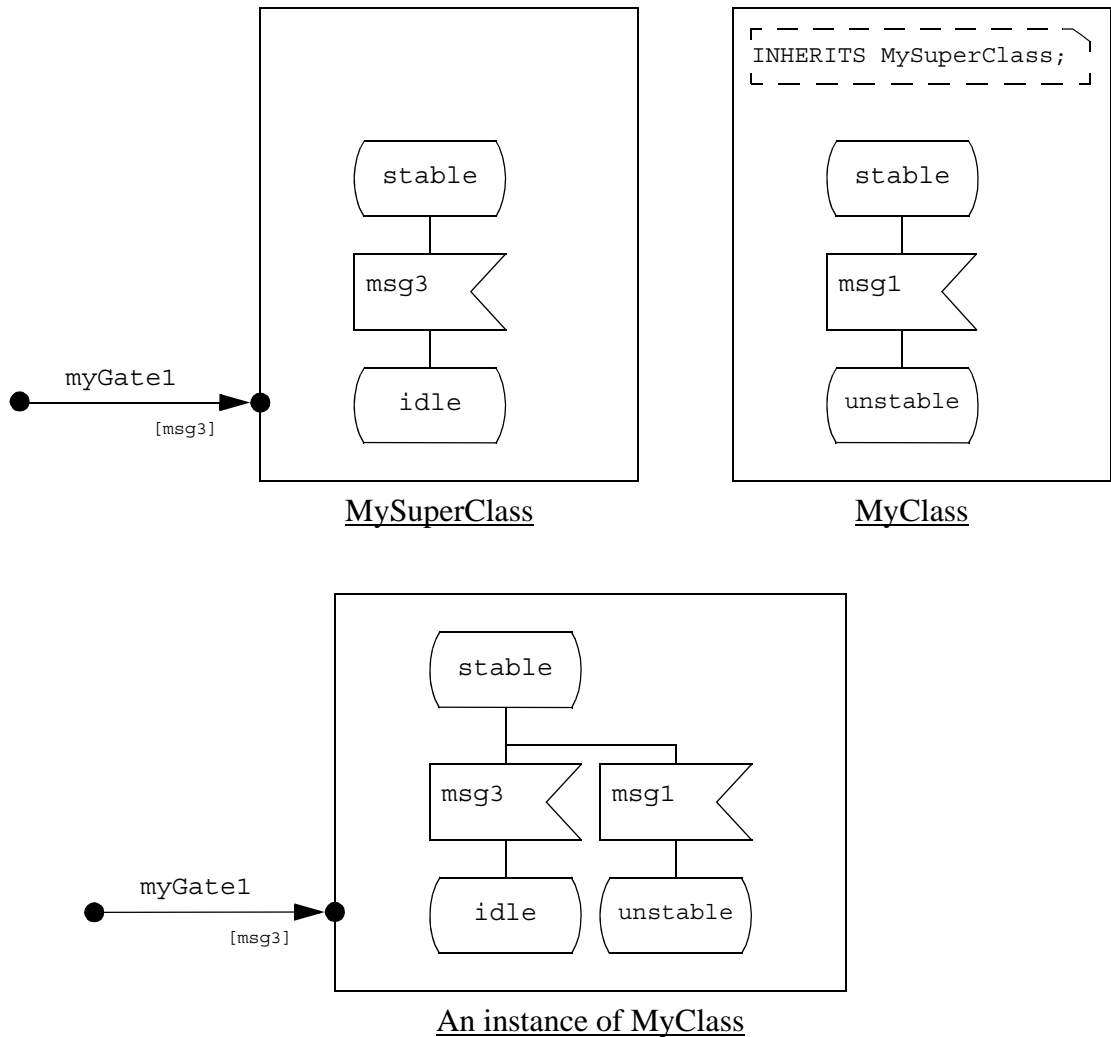 INHERITS MySuperClass;
stable
stable
msg3
msg1
myGate1
idle
unstable
[msg3]
MySuperClass
MyClass
stable
msg3
msg1
myGate1
idle
unstable
[msg3]
An instance of MyClass